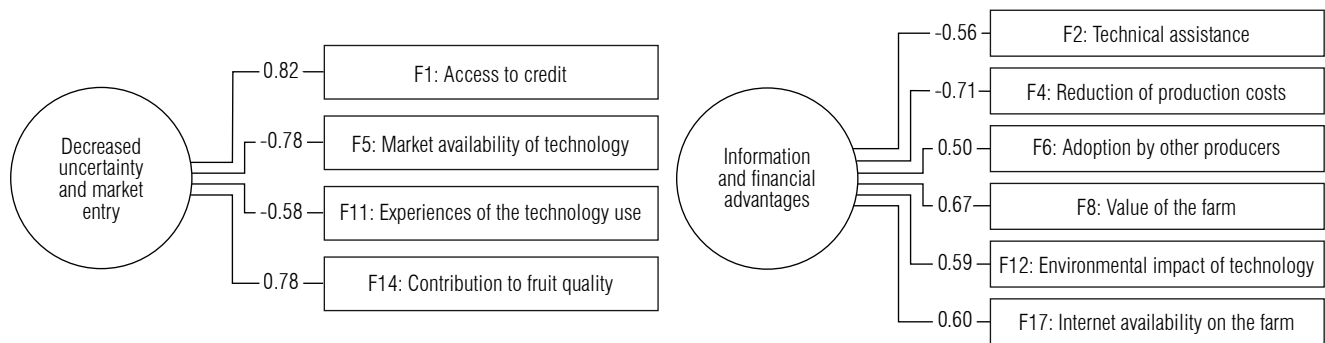 Decreased
uncertainty
and market
entry
0.82
F1: Access to credit
-0.78
F5: Market availability of technology
-0.58
F11: Experiences of the technology use
0.78
F14: Contribution to fruit quality
Information
and financial
advantages
-0.56
F2: Technical assistance
-0.71
F4: Reduction of production costs
0.50
F6: Adoption by other producers
0.67
F8: Value of the farm
0.59
F12: Environmental impact of technology
0.60
F17: Internet availability on the farm